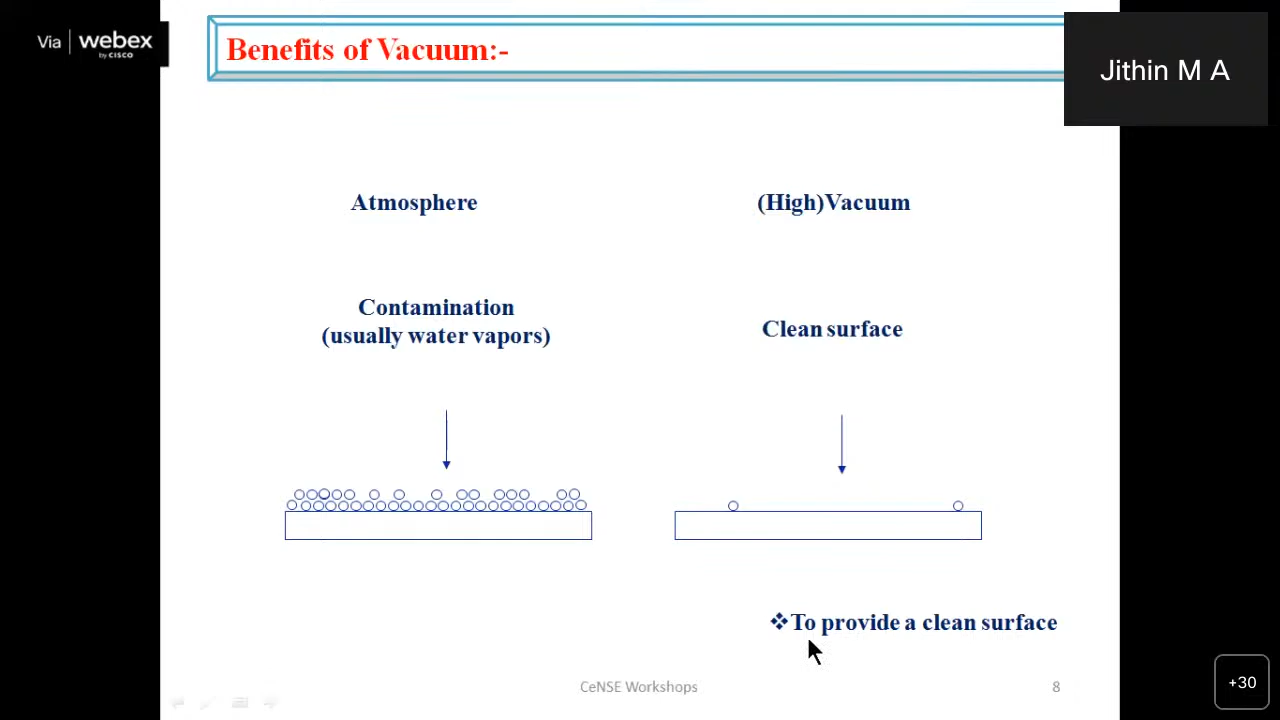 Via webex
by CISCO
Benefits of Vacuum:-
Jithin M A
Atmosphere
(High)Vacuum
Contamination
(usually water vapors)
Clean surface
❖To provide a clean surface
CeNSE Workshops
8
+30